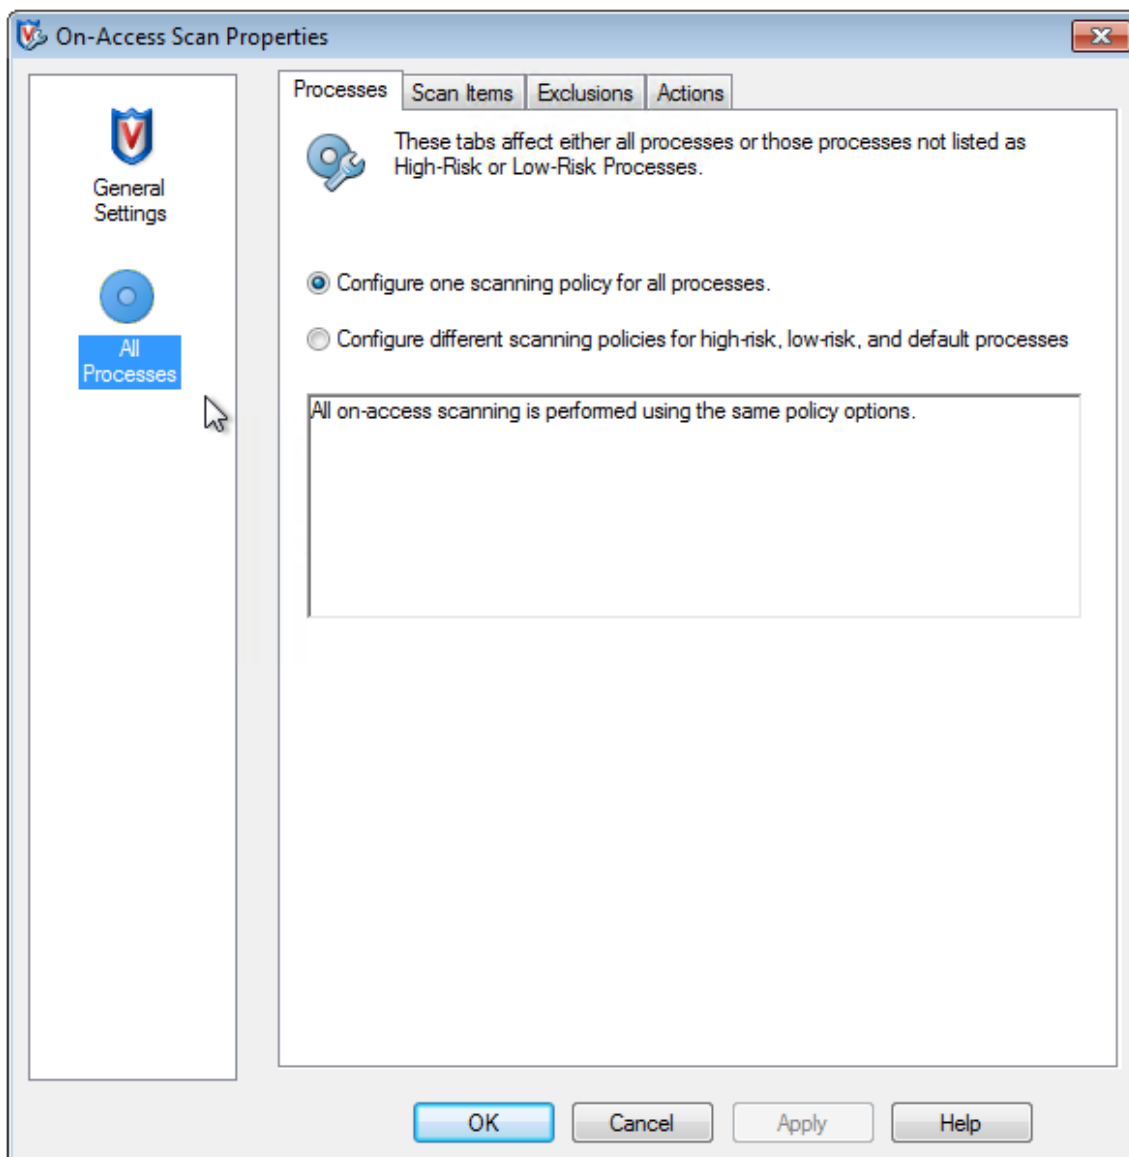 On-Access Scan Properties
General
Settings
All
Processes
Processes Scan Items Exclusions Actions
These tabs affect either all processes or those processes not listed as
High-Risk or Low-Risk Processes.
Configure one scanning policy for all processes.
Configure different scanning policies for high-risk, low-risk, and default processes
All on-access scanning is performed using the same policy options.
OK Cancel Apply Help